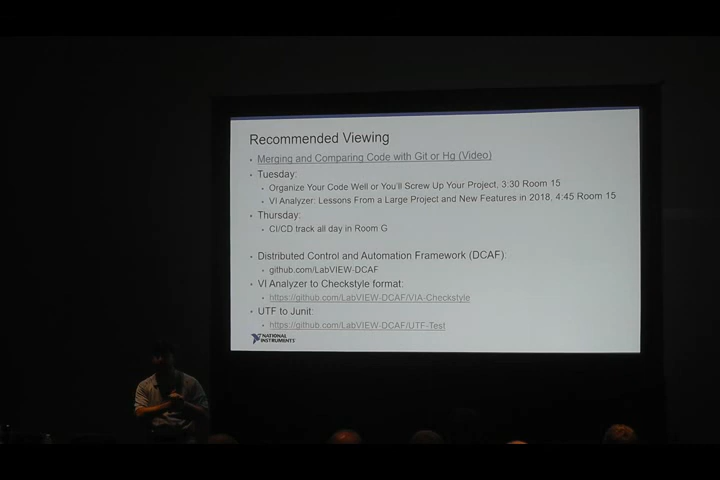 Recommended Viewing
• Merging and Comparing Code with Git or Hg (Video)
• Tuesday:
• Organize Your Code Well or You'll Screw Up Your Project, 3:30 Room 15
• VI Analyzer: Lessons From a Large Project and New Features in 2018, 4:45 Room 15
• Thursday:
• CI/CD track all day in Room G
• Distributed Control and Automation Framework (DCAF):
• github.com/LabVIEW-DCAF
• VI Analyzer to Checkstyle format:
• https://github.com/LabVIEW-DCAF/VIA-Checkstyle
• UTF to Junit:
• https://github.com/LabVIEW-DCAF/UTF-Test
NATIONAL
INSTRUMENTS